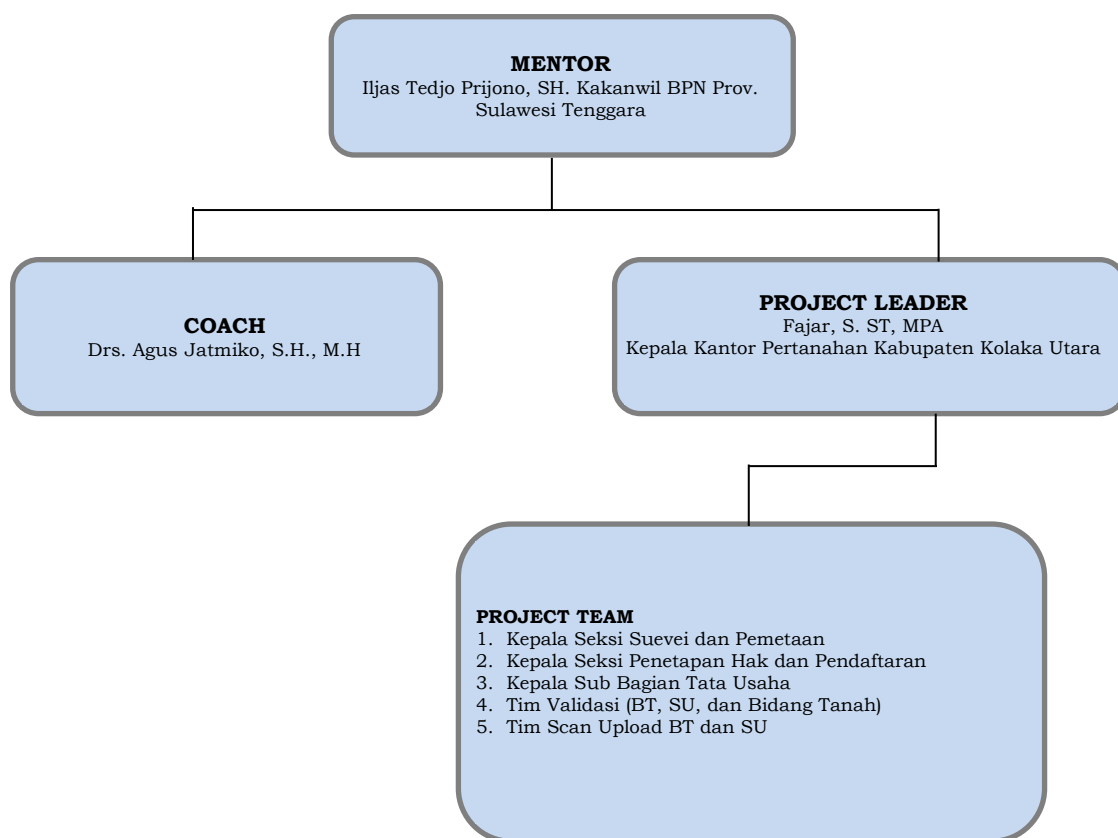 MENTOR
Iljas Tedjo Prijono, SH. Kakanwil BPN Prov.
Sulawesi Tenggara
COACH
Drs. Agus Jatmiko, S.H., M.H
PROJECT LEADER
Fajar, S. ST, MPA
Kepala Kantor Pertanahan Kabupaten Kolaka Utara
PROJECT TEAM
1. Kepala Seksi Suevei dan Pemetaan
2. Kepala Seksi Penetapan Hak dan Pendaftaran
3. Kepala Sub Bagian Tata Usaha
4. Tim Validasi (BT, SU, dan Bidang Tanah)
5. Tim Scan Upload BT dan SU